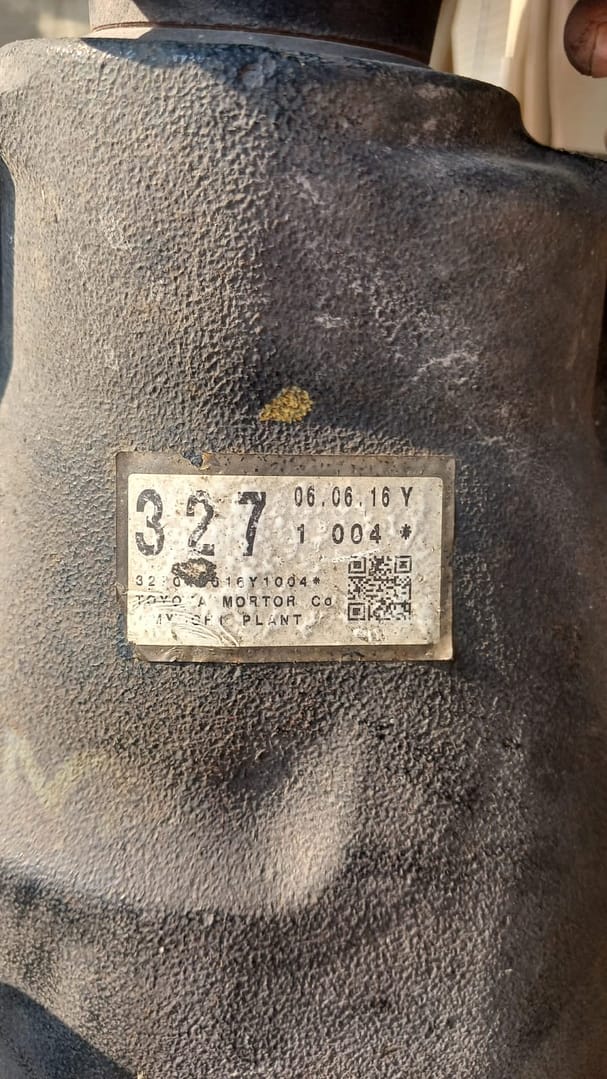 327
06.06.16 Y
1 004 *
MORTOR Co
PLANT